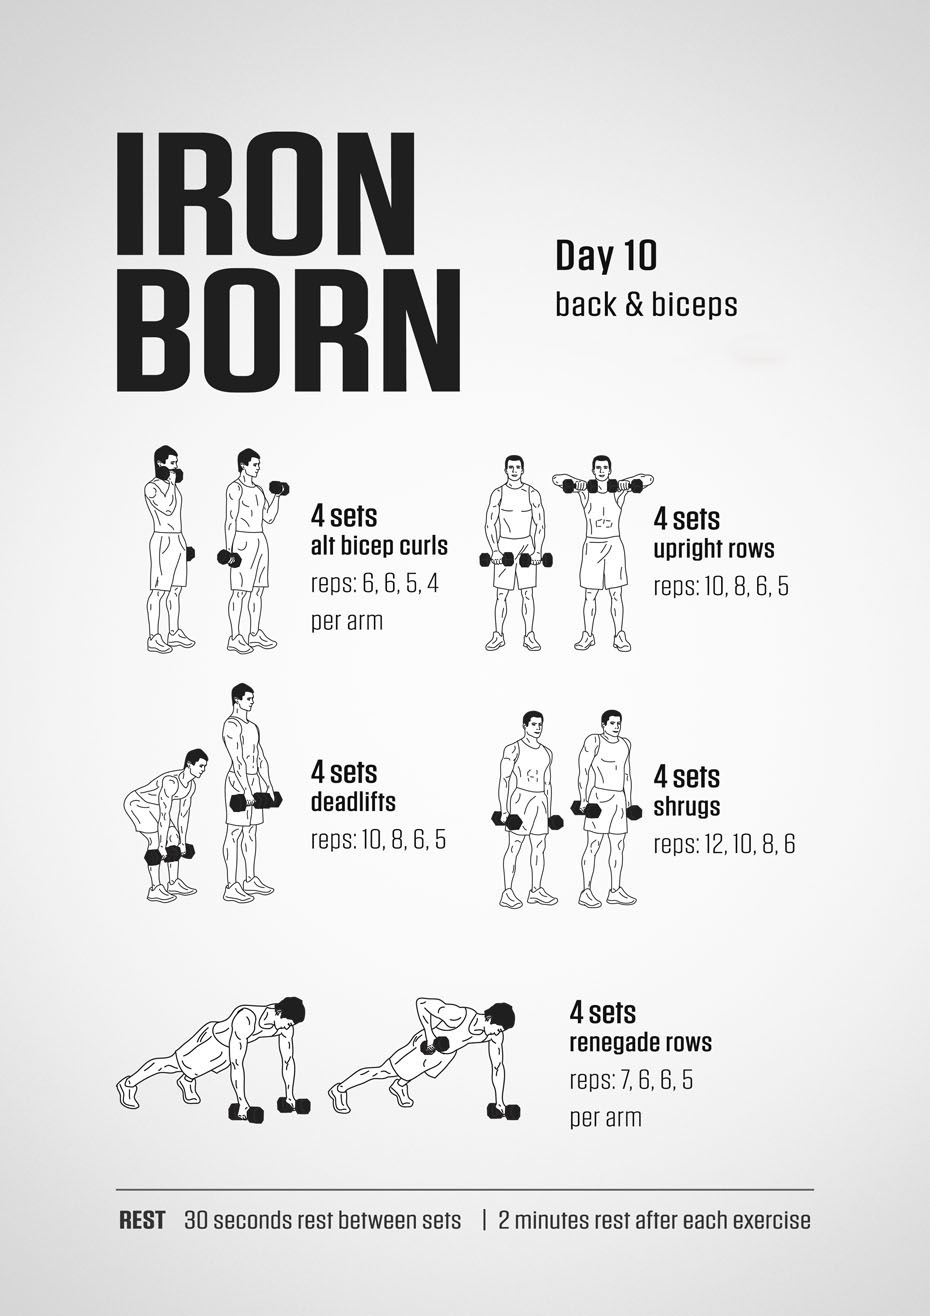 IRON
BORN
Day 10
back & biceps
4 sets
alt bicep curls
reps: 6, 6, 5, 4
per arm
4 sets
upright rows
reps: 10, 8, 6, 5
4 sets
deadlifts
reps: 10, 8, 6, 5
4 sets
shrugs
reps: 12, 10, 8, 6
4 sets
renegade rows
reps: 7, 6, 6, 5
per arm
REST 30 seconds rest between sets | 2 minutes rest after each exercise